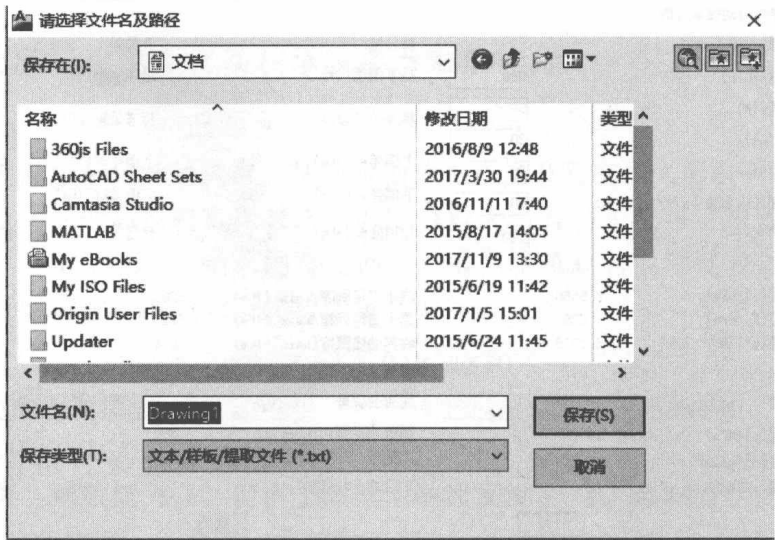 请选择文件名及路径
保存在(I): 文档
名称 修改日期 类型
360js Files 2016/8/9 12:48 文件
AutoCAD Sheet Sets 2017/3/30 19:44 文件
Camtasia Studio 2016/11/11 7:40 文件
MATLAB 2015/8/17 14:05 文件
My eBooks 2017/11/9 13:30 文件
My ISO Files 2015/6/19 11:42 文件
Origin User Files 2017/1/5 15:01 文件
Updater 2015/6/24 11:45 文件
文件名(N): Drawing1 保存(S)
保存类型(T): 文本/样板/提取文件 (*.txt) 取消